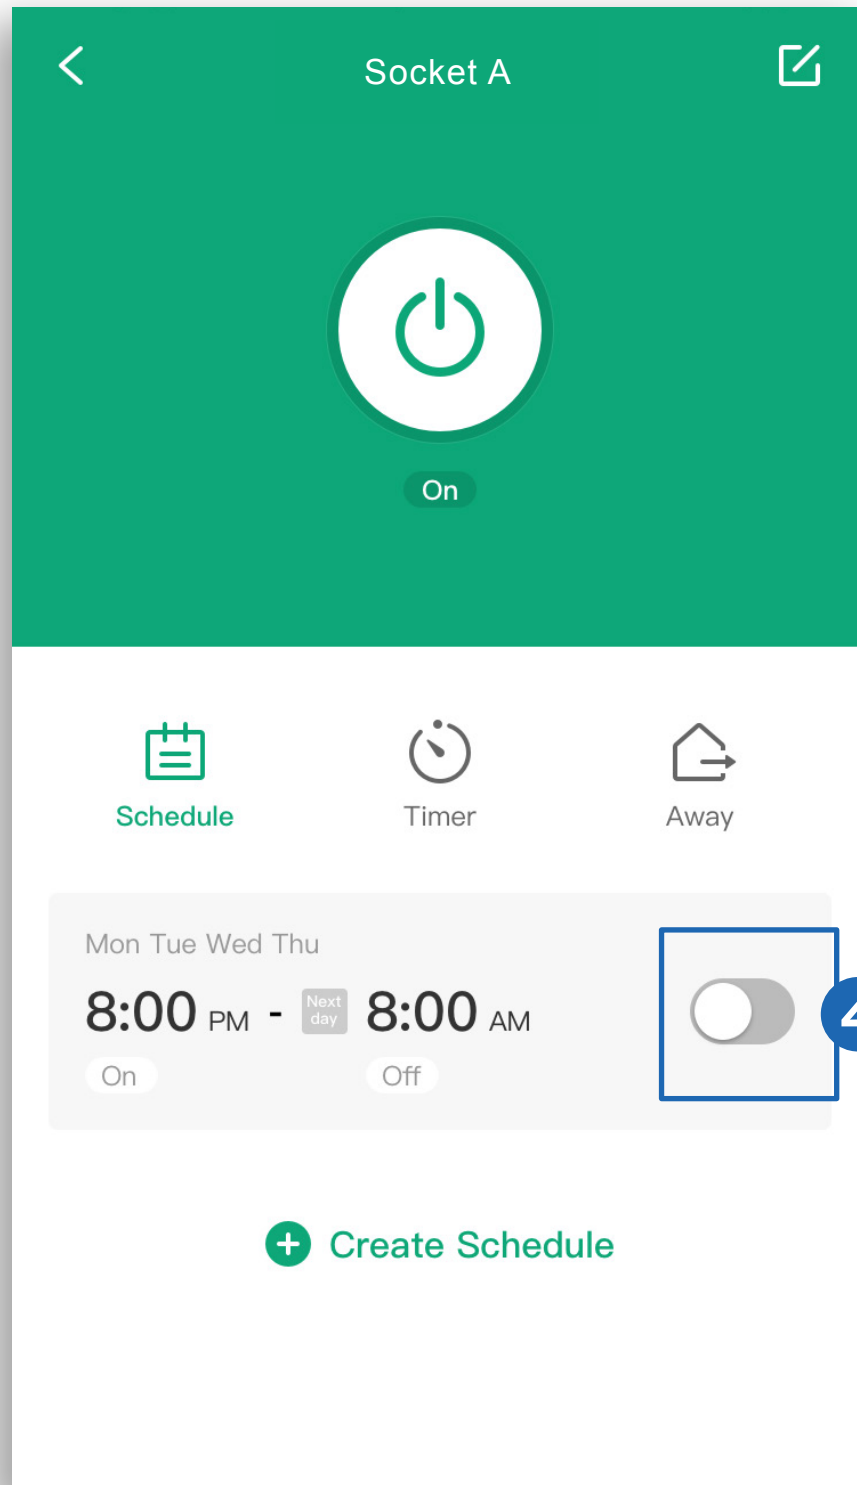 Socket A
On
Schedule
Timer
Away
Mon Tue Wed Thu
8:00 PM - Next day 8:00 AM
On
Off
Create Schedule